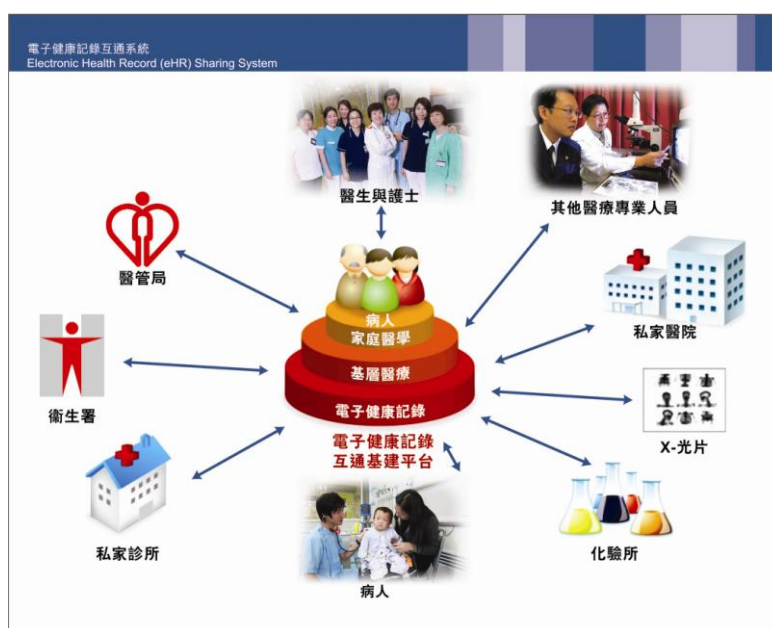 電子健康記錄互通系統
Electronic Health Record (eHR) Sharing System
醫生與護士
其他醫療專業人員
醫管局
私家醫院
衞生署
X-光片
私家診所
化驗所
病人
病人
家庭醫學
基層醫療
電子健康記錄
電子健康記錄
互通基建平台